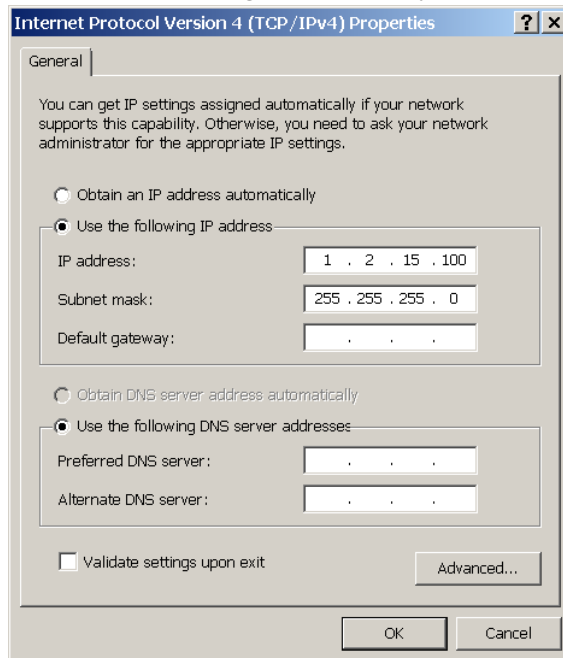 Internet Protocol Version 4 (TCP/IPv4) Properties
General
You can get IP settings assigned automatically if your network
supports this capability. Otherwise, you need to ask your network
administrator for the appropriate IP settings.
Obtain an IP address automatically
Use the following IP address
IP address: 1 . 2 . 15 . 100
Subnet mask: 255 . 255 . 255 . 0
Default gateway: . . .
Obtain DNS server address automatically
Use the following DNS server addresses
Preferred DNS server: . . .
Alternate DNS server: . . .
Validate settings upon exit
Advanced...
OK Cancel